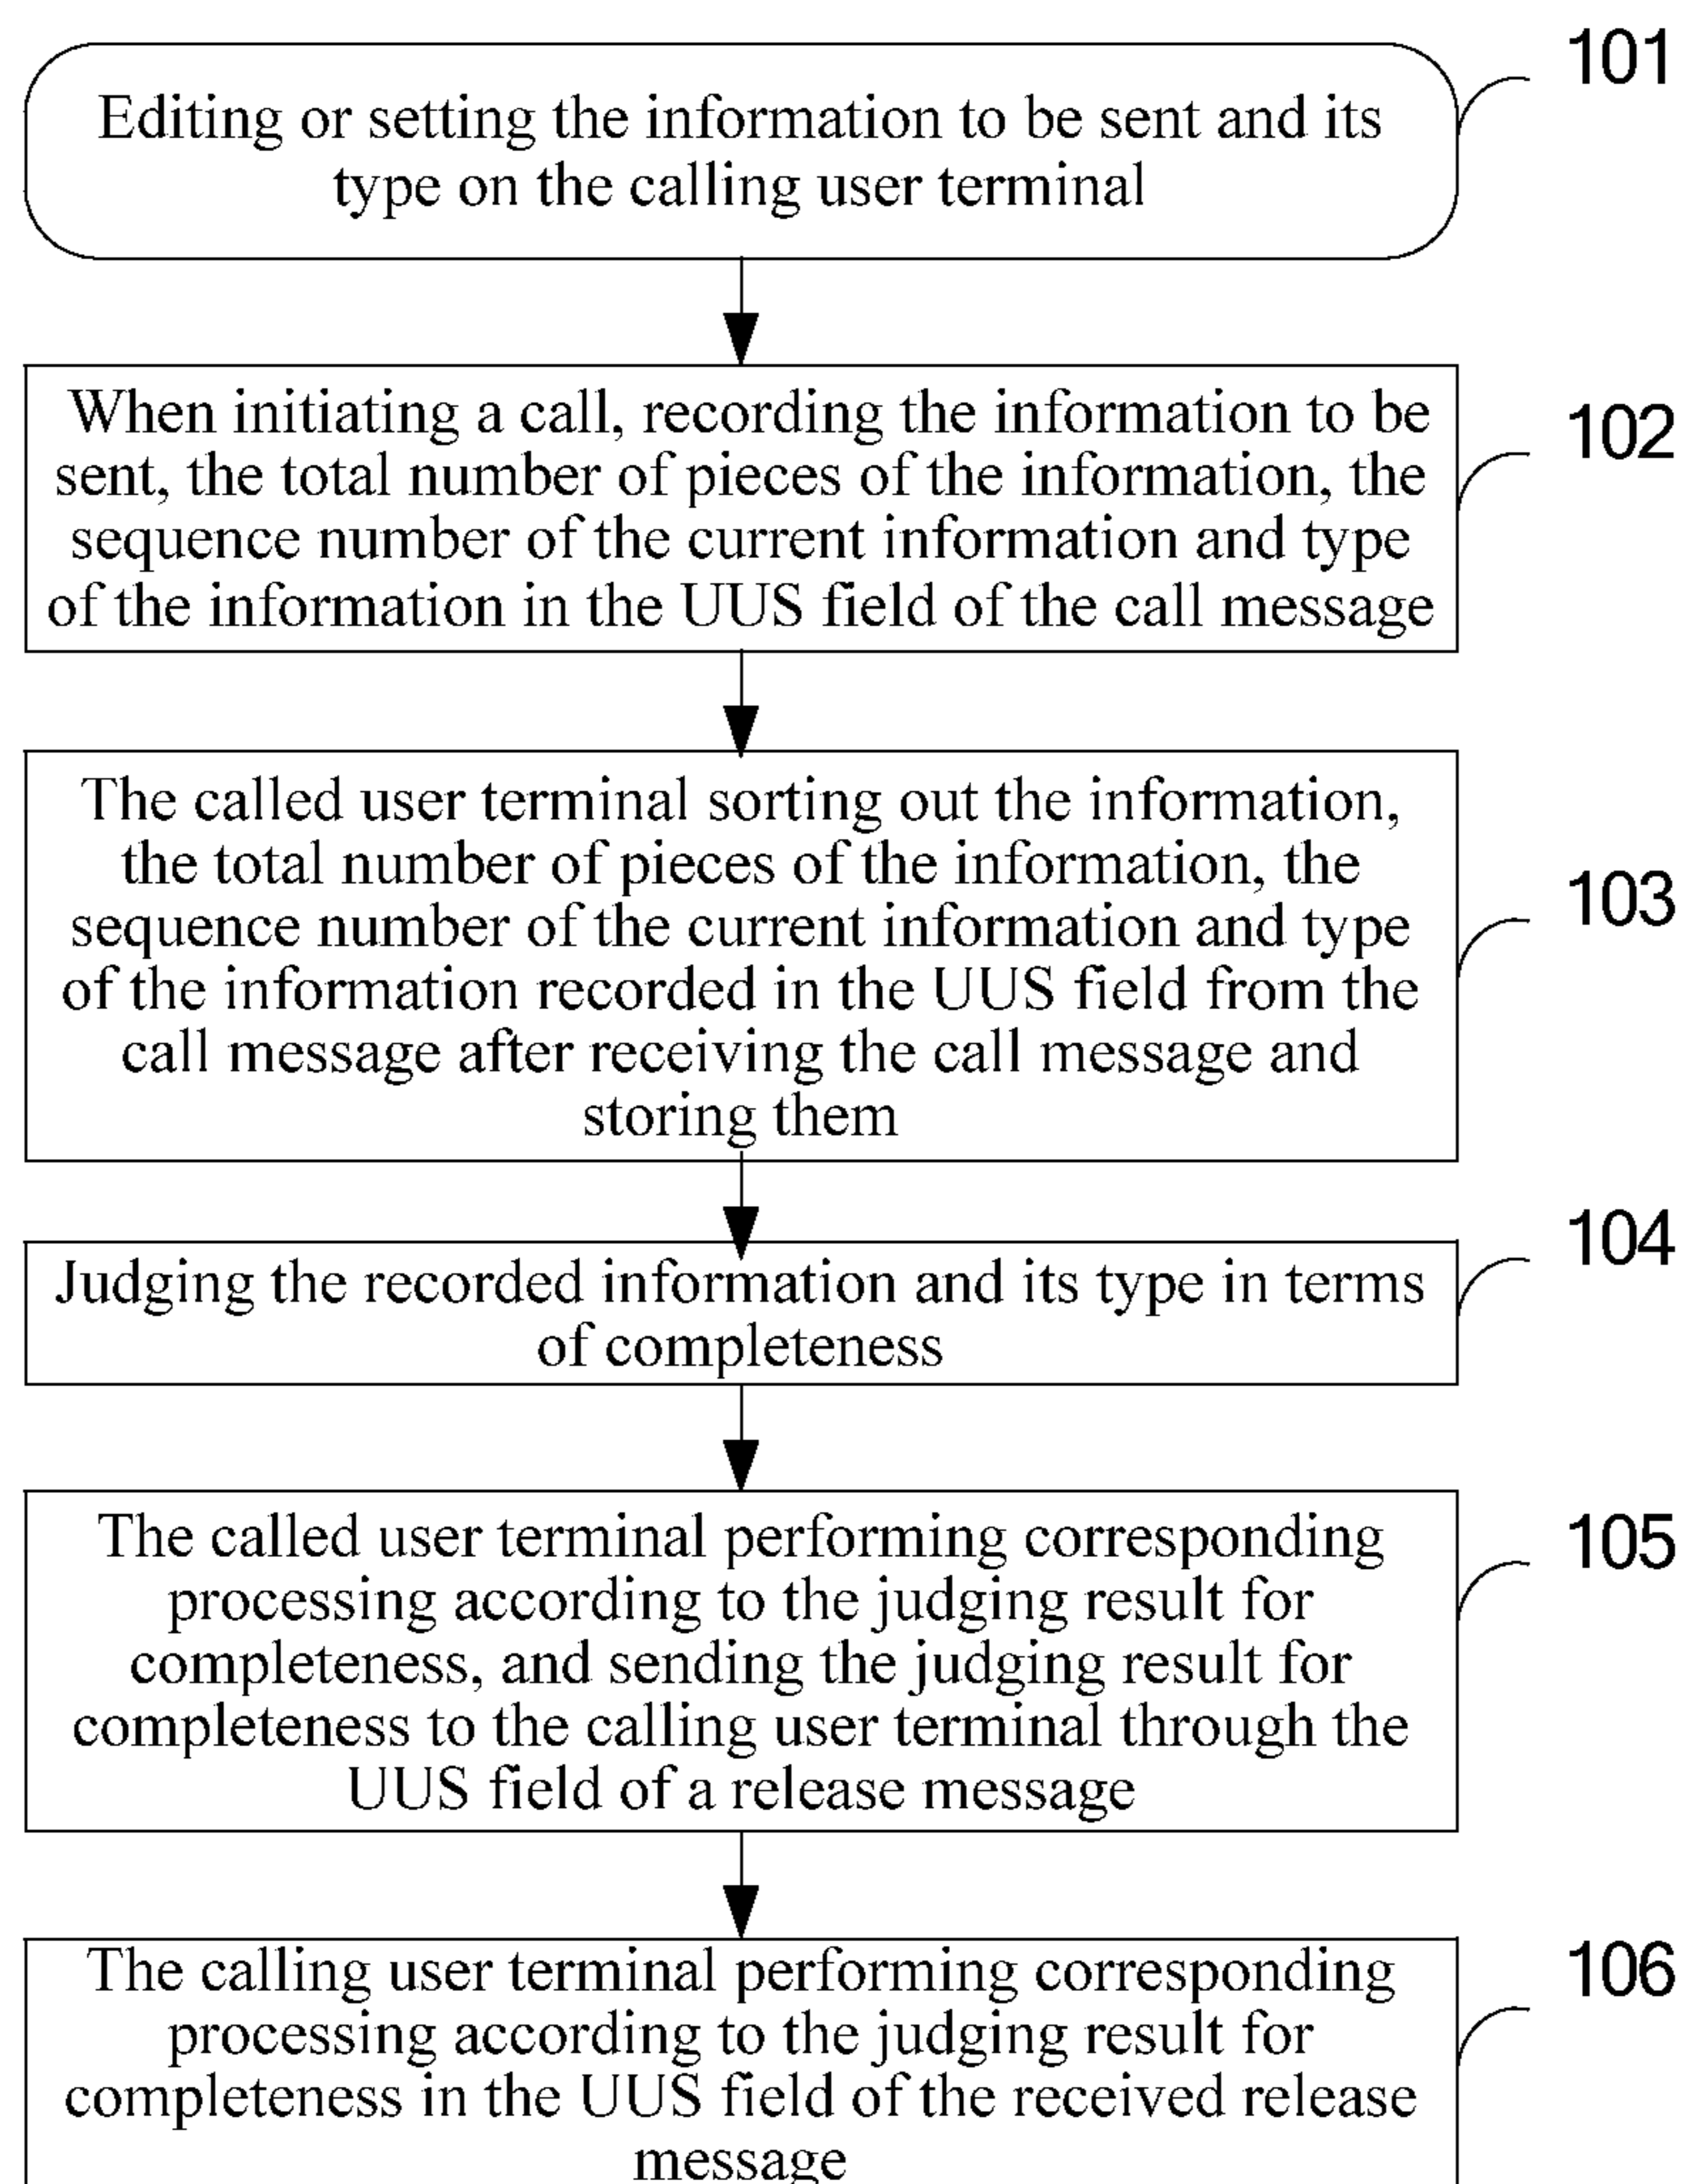 101
Editing or setting the information to be sent and its
type on the calling user terminal
When initiating a call, recording the information to be
sent, the total number of pieces of the information, the
sequence number of the current information and type
of the information in the UUS field of the call message
102
The called user terminal sorting out the information,
the total number of pieces of the information, the
sequence number of the current information and type
of the information recorded in the UUS field from the
call message after receiving the call message and
storing them
103
Judging the recorded information and its type in terms
of completeness
104
The called user terminal performing corresponding
processing according to the judging result for
completeness, and sending the judging result for
completeness to the calling user terminal through the
UUS field of a release message
105
The calling user terminal performing corresponding
processing according to the judging result for
completeness in the UUS field of the received release
message
106